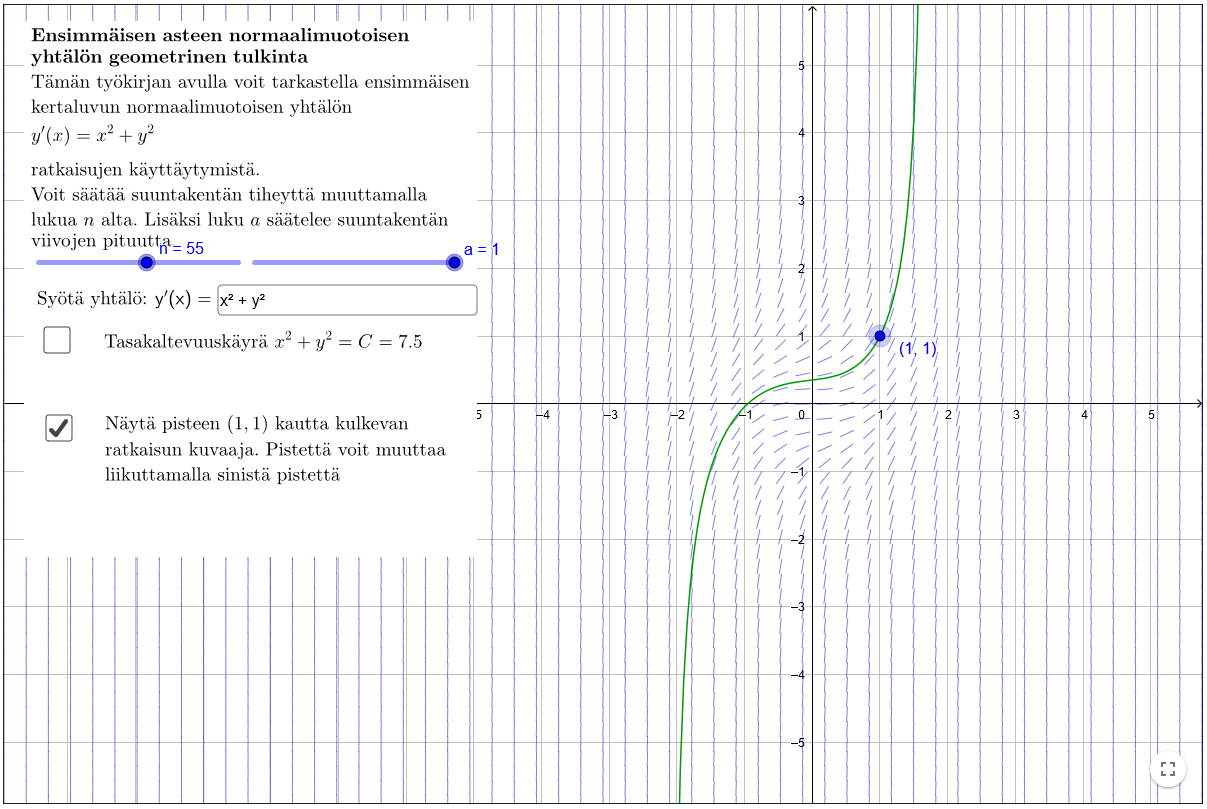 Ensimmäisen asteen normaalimuotoisen
yhtälön geometrinen tulkinta
Tämän työkirjan avulla voit tarkastella ensimmäisen
kertaluvun normaalimuotoisen yhtälön
y′(x) = x² + y²
ratkaisujen käyttäytymistä.
Voit säätää suuntakentän tiheyttä muuttamalla
lukua n alta. Lisäksi luku a säätelee suuntakentän
viivojen pituutta
n = 55
a = 1
Syötä yhtälö: y′(x) = x² + y²
Tasakaltevuuskäyrä x² + y² = C = 7.5
Näytä pisteen (1, 1) kautta kulkevan
ratkaisun kuvaaja. Pistettä voit muuttaa
liikuttamalla sinistä pistettä
5
4
3
2
1
(1, 1)
5 –4 –3 –2 –1 0 1 2 3 4 5
–1
–2
–3
–4
–5